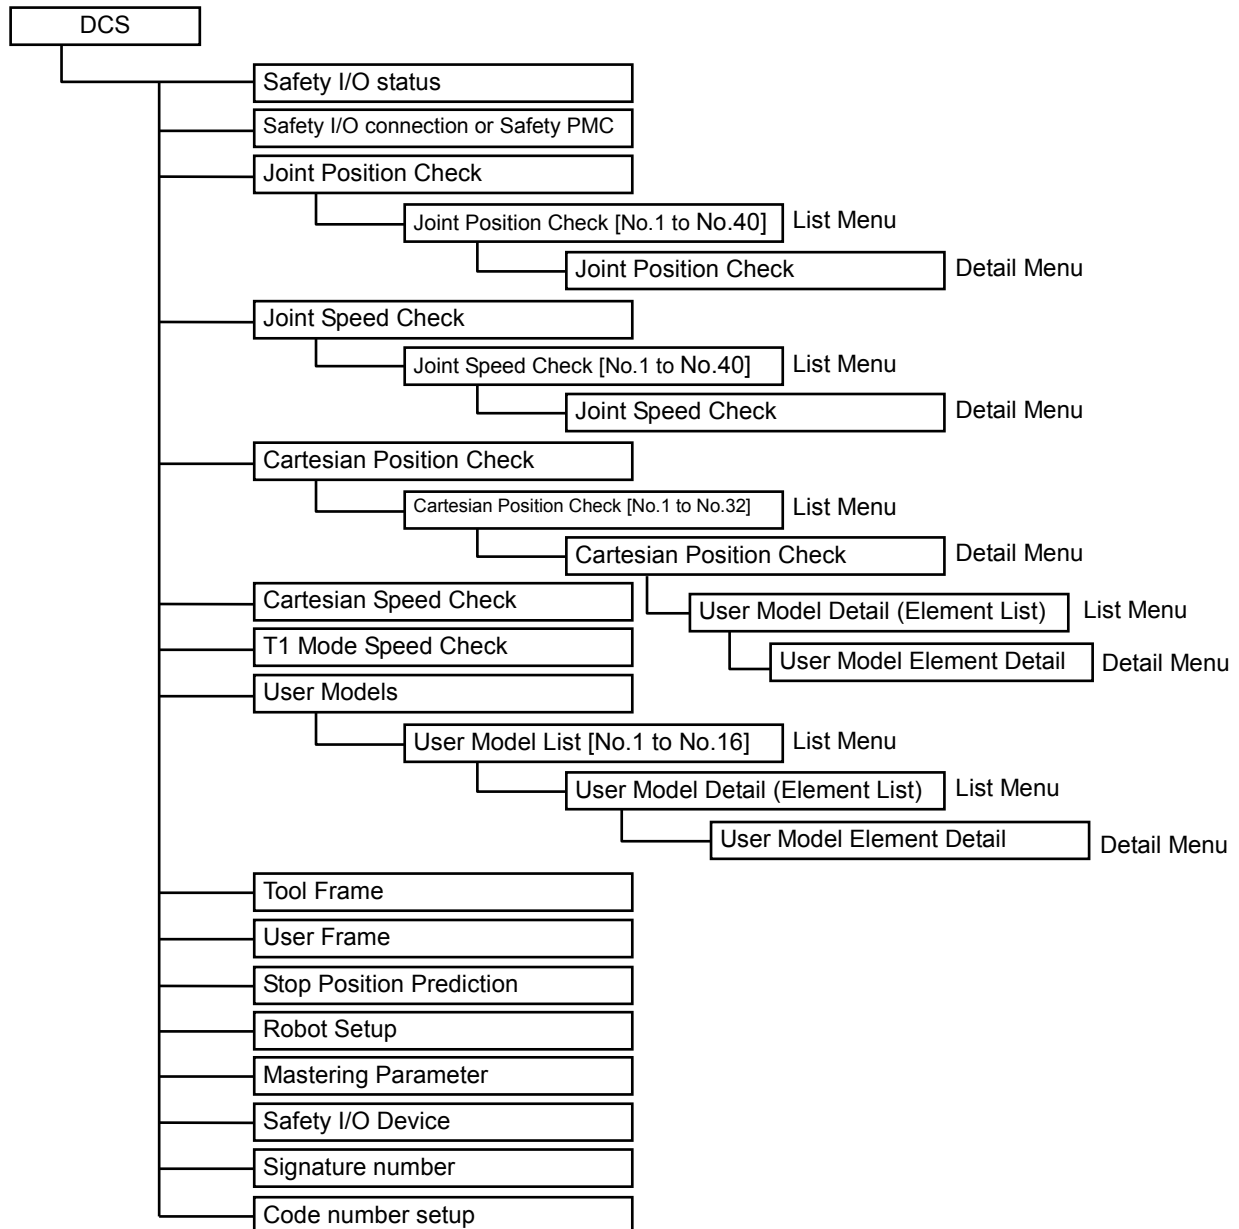 DCS
Safety I/O status
Safety I/O connection or Safety PMC
Joint Position Check
Joint Position Check [No.1 to No.40] List Menu
Joint Position Check Detail Menu
Joint Speed Check
Joint Speed Check [No.1 to No.40] List Menu
Joint Speed Check Detail Menu
Cartesian Position Check
Cartesian Position Check [No.1 to No.32] List Menu
Cartesian Position Check Detail Menu
Cartesian Speed Check
User Model Detail (Element List) List Menu
T1 Mode Speed Check
User Model Element Detail Detail Menu
User Models
User Model List [No.1 to No.16] List Menu
User Model Detail (Element List) List Menu
User Model Element Detail Detail Menu
Tool Frame
User Frame
Stop Position Prediction
Robot Setup
Mastering Parameter
Safety I/O Device
Signature number
Code number setup